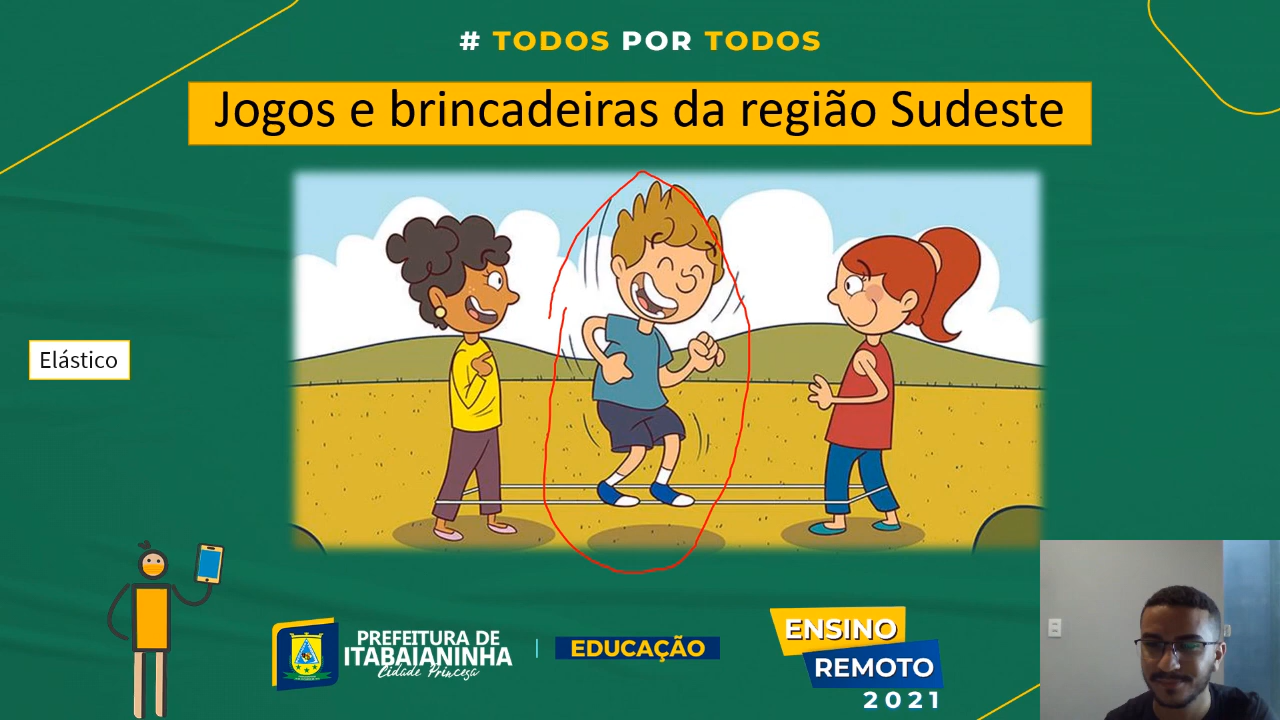 # TODOS POR TODOS
Jogos e brincadeiras da região Sudeste
Elástico
PREFEITURA DE
ITABAIANINHA
Cidade Princesa
EDUCAÇÃO
ENSINO
REMOTO
2021